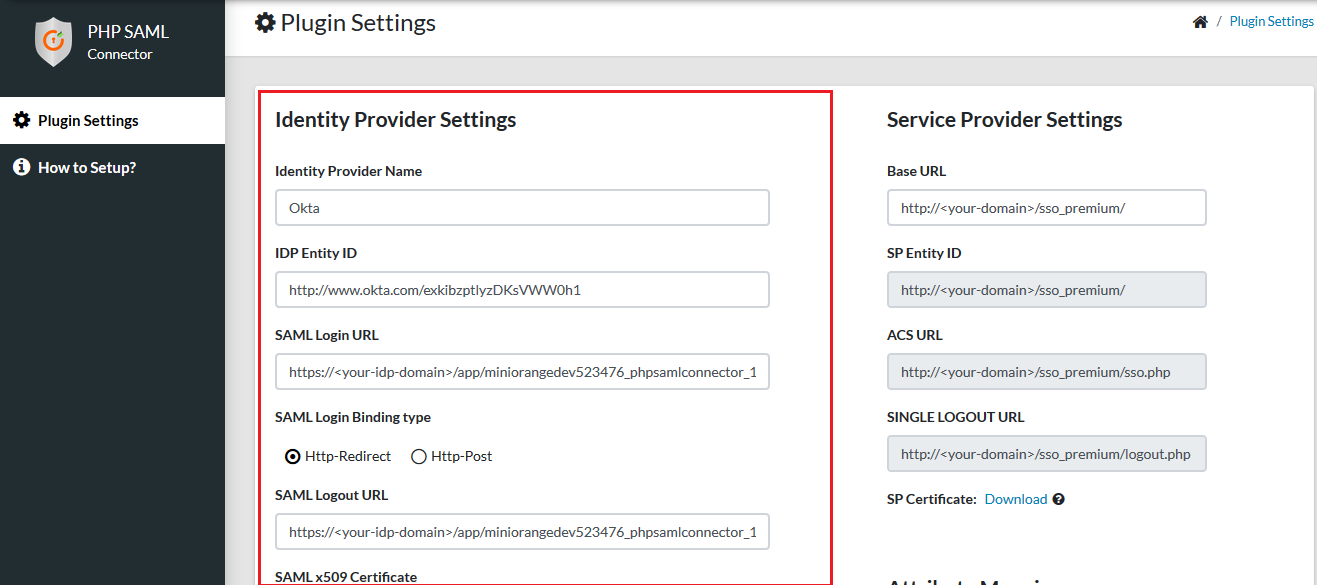 PHP SAML
Connector
Plugin Settings
/ Plugin Settings
Plugin Settings
How to Setup?
Identity Provider Settings
Identity Provider Name
Okta
IDP Entity ID
http://www.okta.com/exkibzptlyzDKsVWW0h1
SAML Login URL
https://<your-idp-domain>/app/miniorangedev523476_phpsamlconnector_1
SAML Login Binding type
Http-Redirect Http-Post
SAML Logout URL
https://<your-idp-domain>/app/miniorangedev523476_phpsamlconnector_1
SAML x509 Certificate
Service Provider Settings
Base URL
http://<your-domain>/sso_premium/
SP Entity ID
http://<your-domain>/sso_premium/
ACS URL
http://<your-domain>/sso_premium/sso.php
SINGLE LOGOUT URL
http://<your-domain>/sso_premium/logout.php
SP Certificate: Download